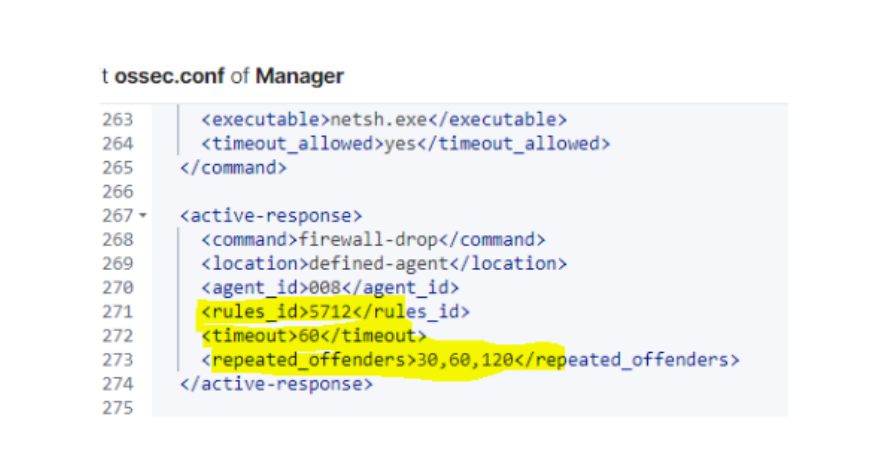 t ossec.conf of Manager
263 <executable>netsh.exe</executable>
264 <timeout_allowed>yes</timeout_allowed>
265 </command>
266
267 <active-response>
268 <command>firewall-drop</command>
269 <location>defined-agent</location>
270 <agent_id>008</agent_id>
271 <rules_id>5712</rules_id>
272 <timeout>60</timeout>
273 <repeated_offenders>30,60,120</repeated_offenders>
274 </active-response>
275